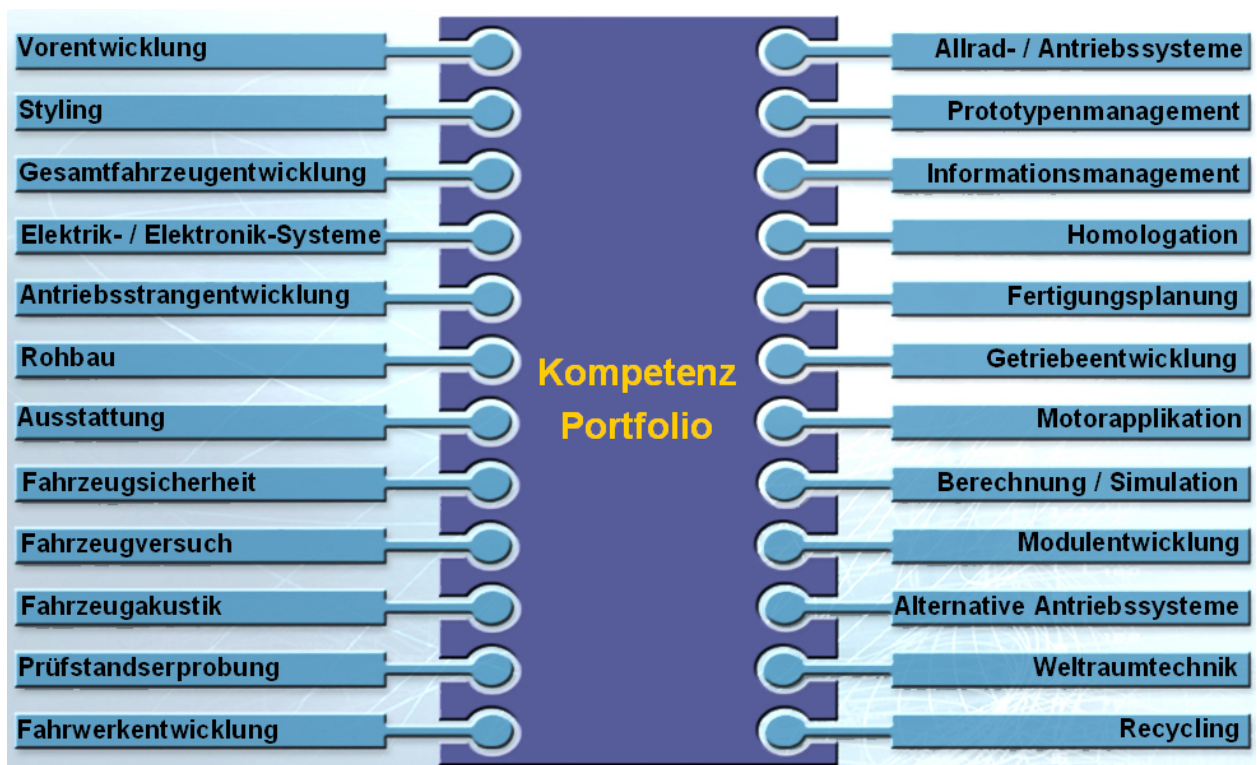 Vorentwicklung
Styling
Gesamtfahrzeugentwicklung
Elektrik- / Elektronik-Systeme
Antriebsstrangentwicklung
Rohbau
Ausstattung
Fahrzeugsicherheit
Fahrzeugversuch
Fahrzeugakustik
Prüfstandserprobung
Fahrwerkentwicklung
Kompetenz
Portfolio
Allrad- / Antriebssysteme
Prototypenmanagement
Informationsmanagement
Homologation
Fertigungsplanung
Getriebeentwicklung
Motorapplikation
Berechnung / Simulation
Modulentwicklung
Alternative Antriebssysteme
Weltraumtechnik
Recycling